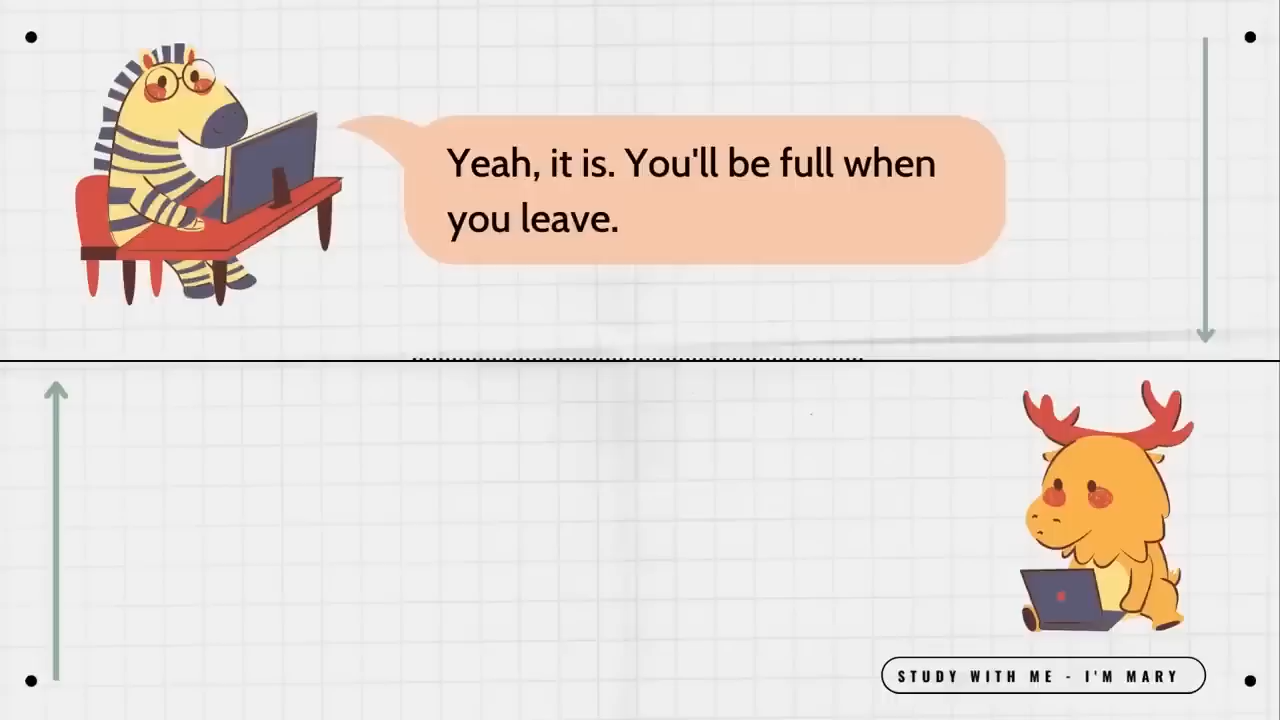 Yeah, it is. You'll be full when
you leave.
STUDY WITH ME - I'M MARY